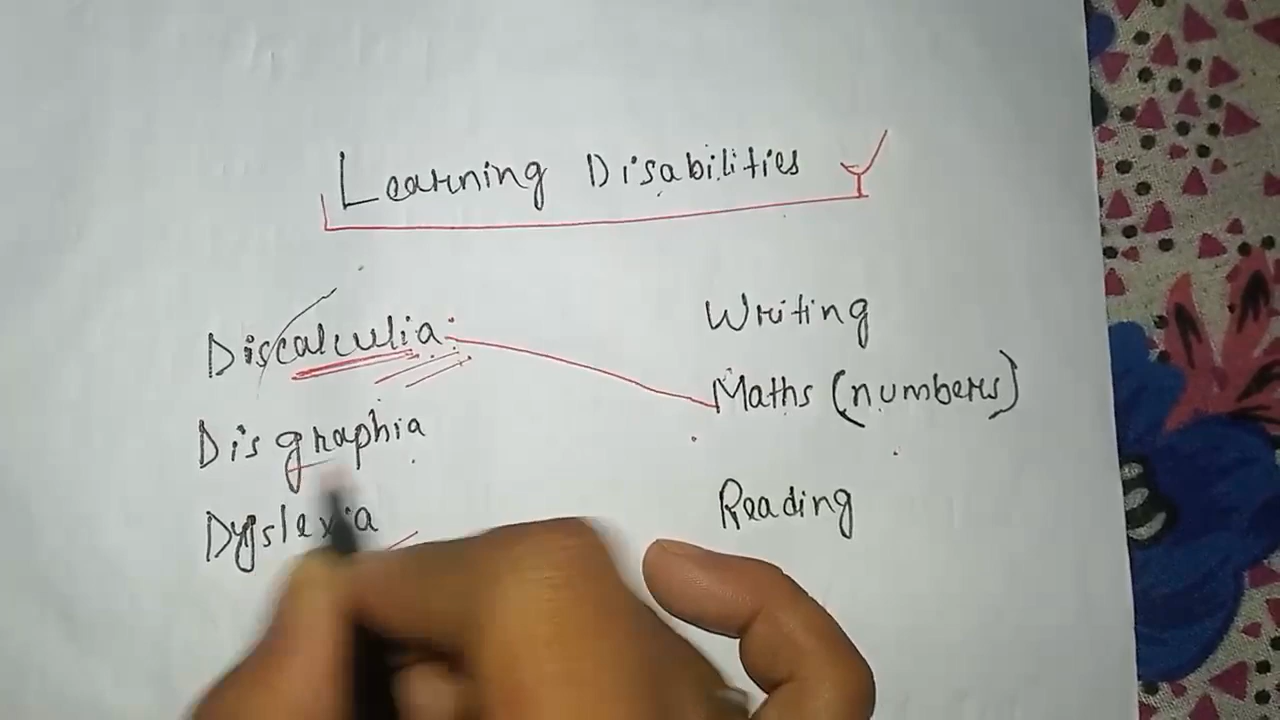 Learning Disabilities
Discalculia Writing
Maths (numbers)
Disgraphia
Dyslexia Reading